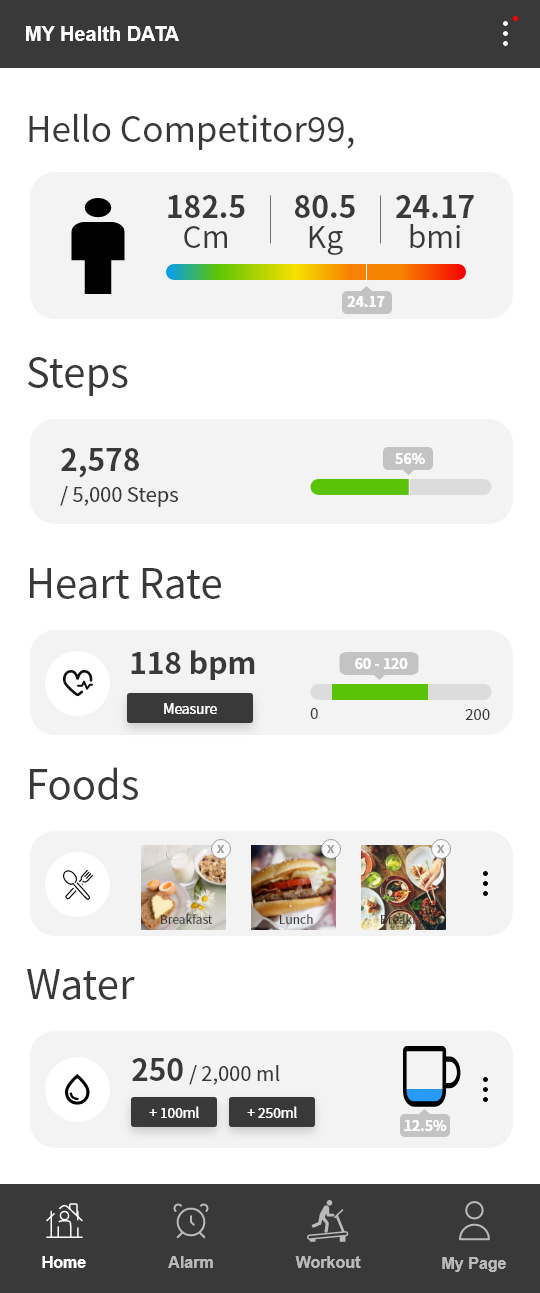 MY Health DATA
Hello Competitor99,
182.5 80.5 24.17
Cm Kg bmi
24.17
Steps
2,578
/ 5,000 Steps
56%
Heart Rate
118 bpm
Measure
60 - 120
0 200
Foods
X X X
Breakfast Lunch
Water
250 / 2,000 ml
+ 100ml + 250ml
12.5%
Home Alarm Workout My Page